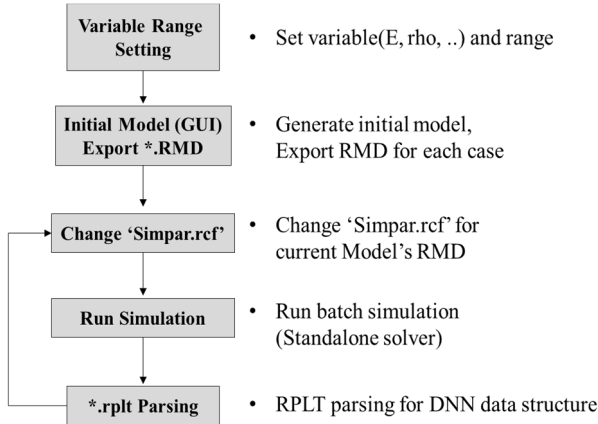 Variable Range
Setting
• Set variable(E, rho, ..) and range
Initial Model (GUI)
Export *.RMD
• Generate initial model,
Export RMD for each case
Change ‘Simpar.rcf’
• Change ‘Simpar.rcf’ for
current Model’s RMD
Run Simulation
• Run batch simulation
(Standalone solver)
*.rplt Parsing
• RPLT parsing for DNN data structure